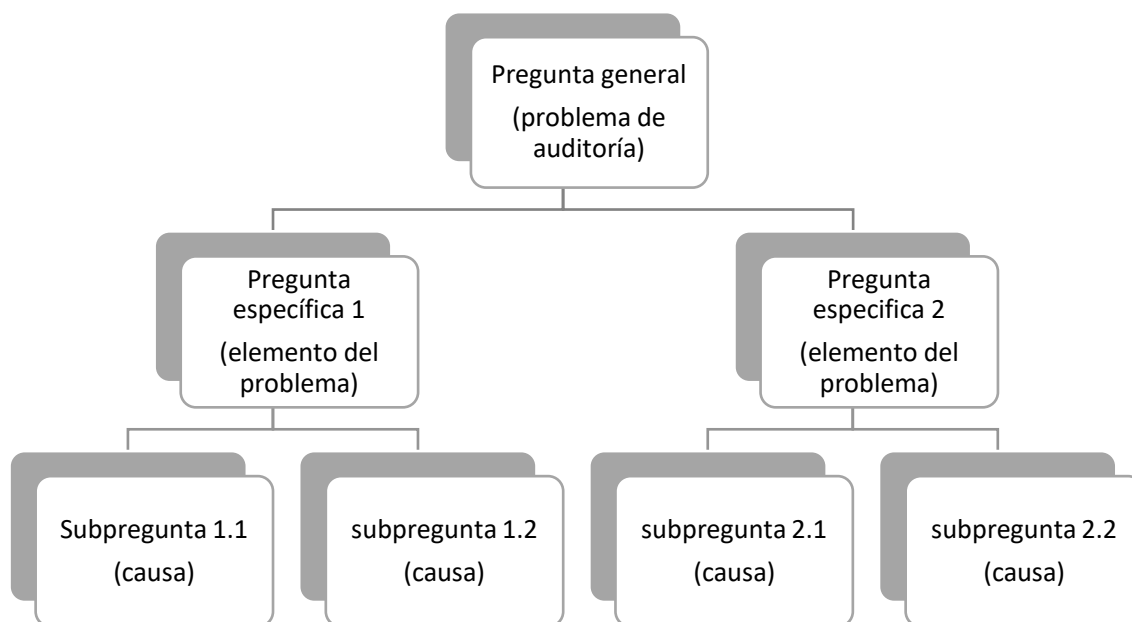 Pregunta general
(problema de
auditoría)
Pregunta
específica 1
(elemento del
problema)
Pregunta
especifica 2
(elemento del
problema)
Subpregunta 1.1
(causa)
subpregunta 1.2
(causa)
subpregunta 2.1
(causa)
subpregunta 2.2
(causa)